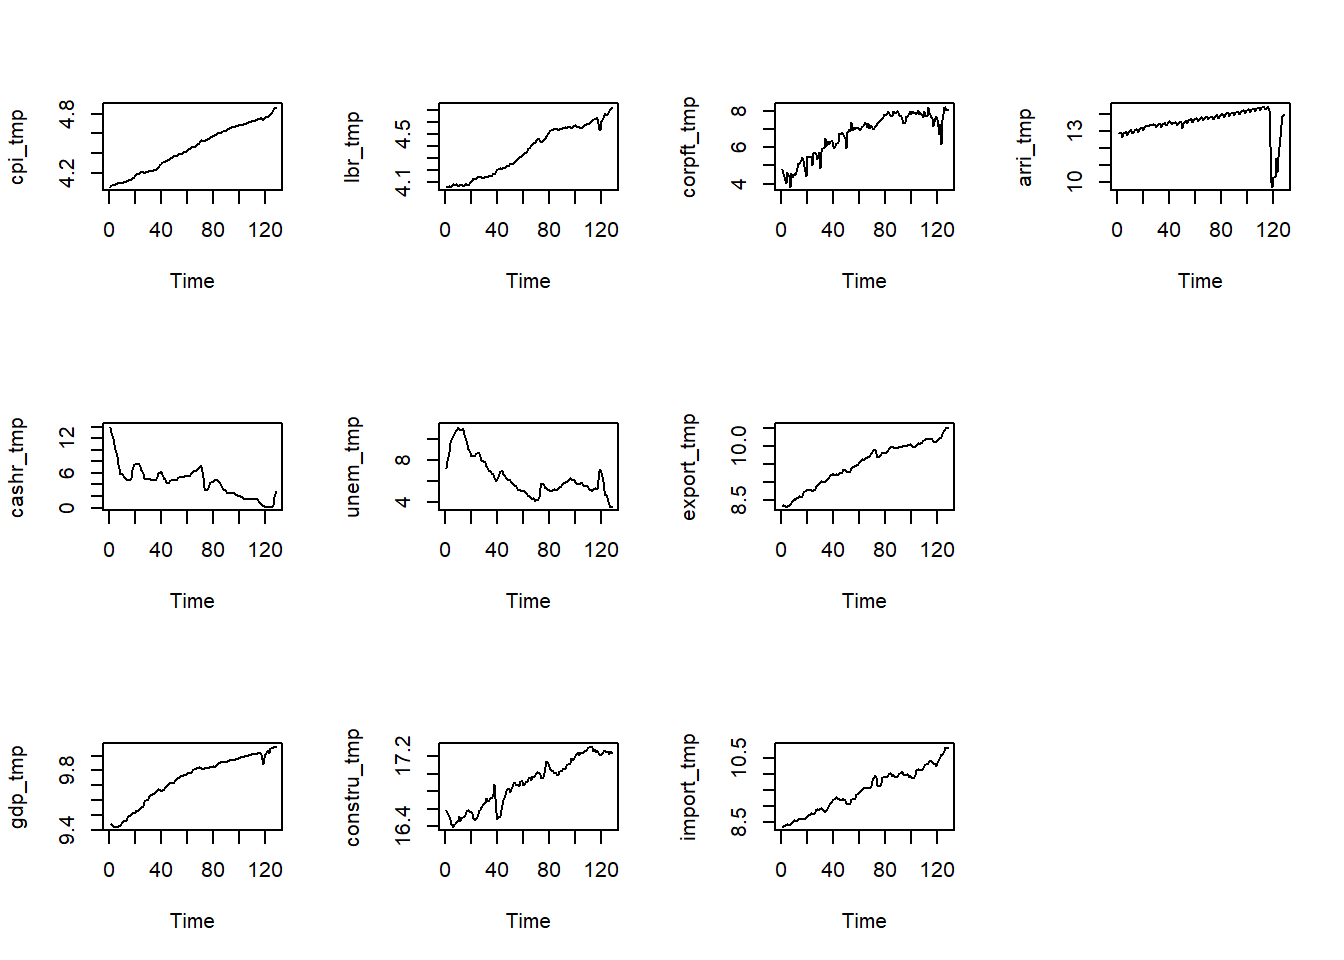 cpi_tmp
4.2 4.8
0 40 80 120
Time
lbr_tmp
4.1 4.5
0 40 80 120
Time
corpft_tmp
4 6 8
0 40 80 120
Time
arri_tmp
10 13
0 40 80 120
Time
cashr_tmp
0 6 12
0 40 80 120
Time
unem_tmp
4 8
0 40 80 120
Time
export_tmp
8.5 10.0
0 40 80 120
Time
gdp_tmp
9.4 9.8
0 40 80 120
Time
constru_tmp
16.4 17.2
0 40 80 120
Time
import_tmp
8.5 10.5
0 40 80 120
Time